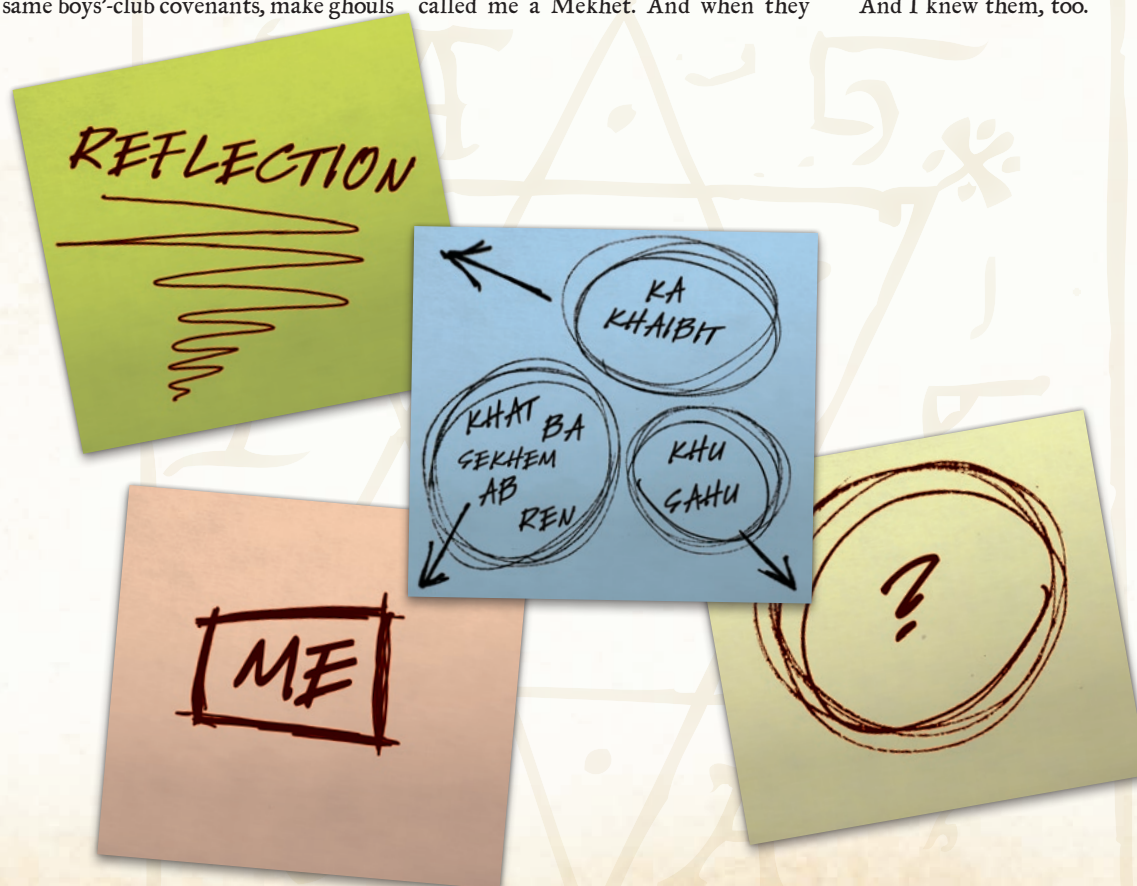 same boys'-club covenants, make ghouls
called me a Mekhet. And when they
And I knew them, too.
REFLECTION
KA
KHAIBIT
KHAT BA
SEKHEM
AB
REN
KHU
SAHU
ME
?